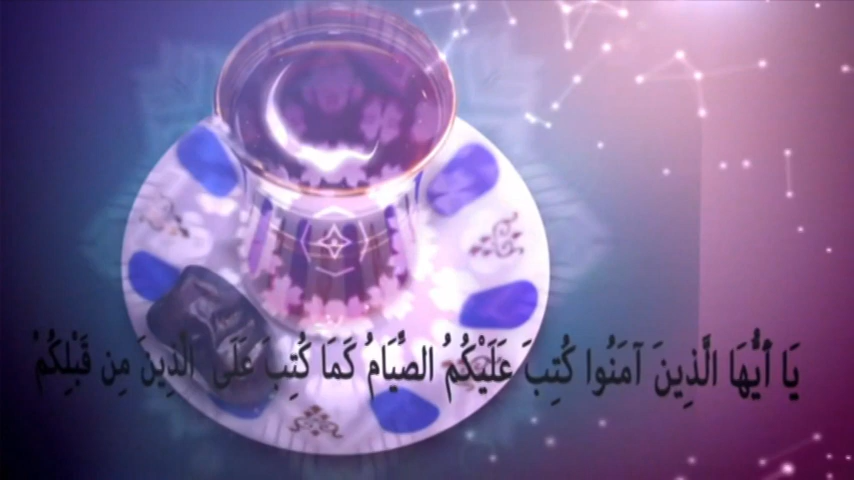 يَا أَيُّهَا الَّذِينَ آمَنُوا كُتِبَ عَلَيْكُمُ الصِّيَامُ كَمَا كُتِبَ عَلَى الَّذِينَ مِن قَبْلِكُمْ